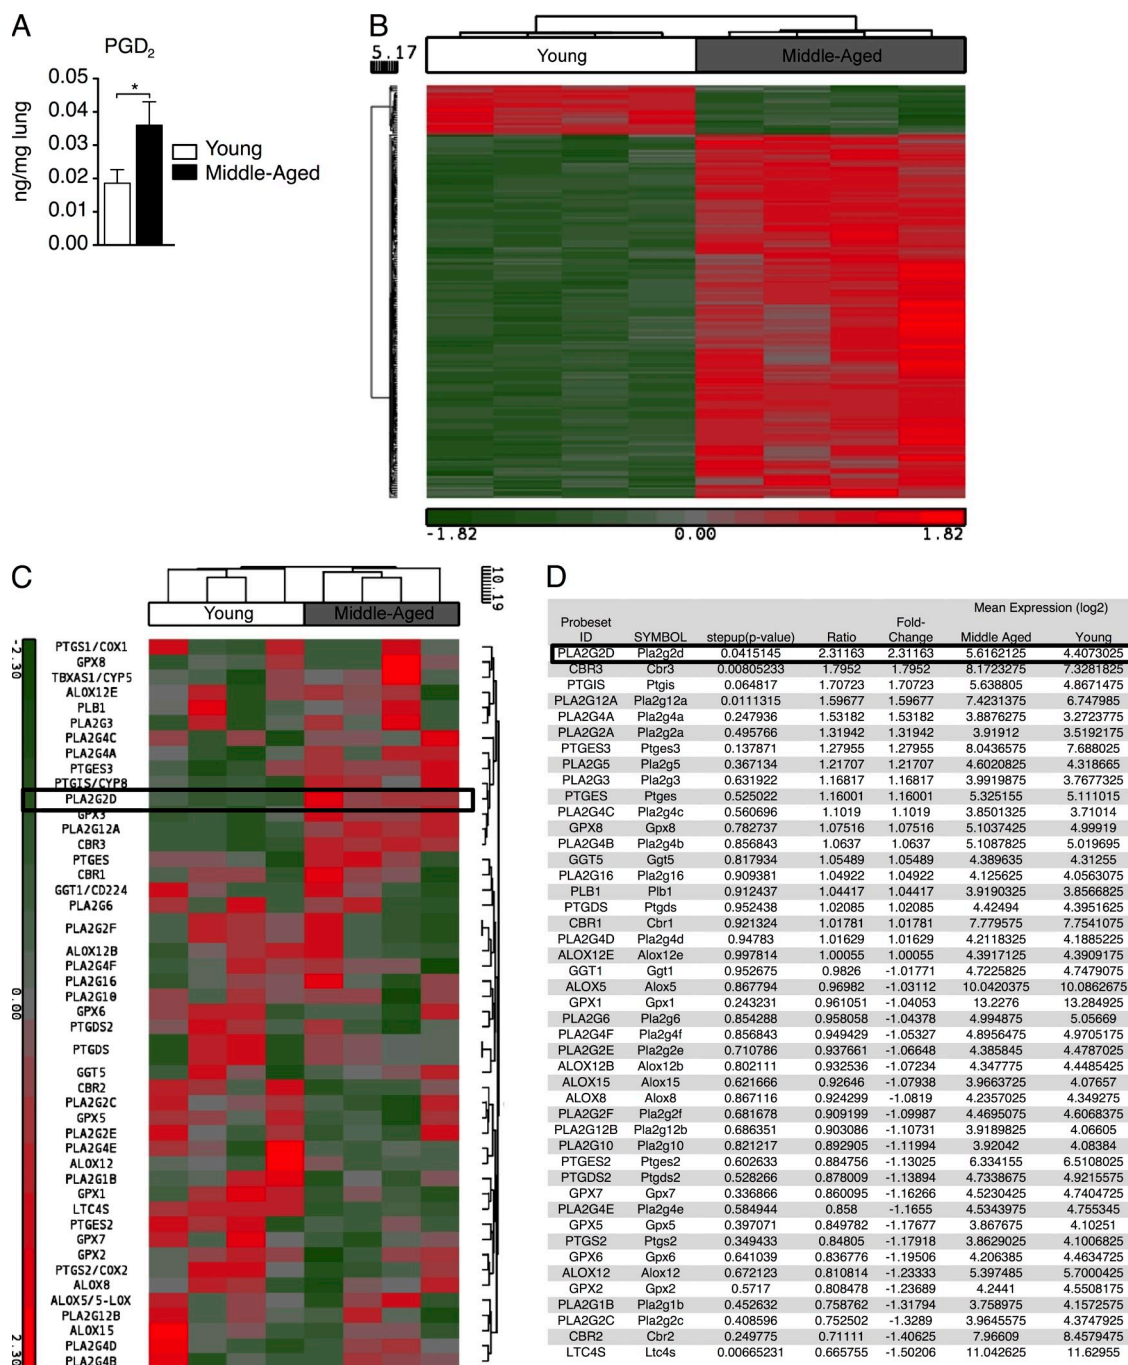 A
PGD2
ng/mg lung
0.05
0.04
0.03
0.02
0.01
0.00
*
Young
Middle-Aged
B
5.17
Young
Middle-Aged
-1.82
0.00
1.82
C
10.19
Young
Middle-Aged
-2.30
0.00
2.30
PTGS1/COX1
GPX8
TBXAS1/CYP5
ALOX12E
PLB1
PLA2G3
PLA2G4C
PLA2G4A
PTGES3
PTGIS/CYP8
PLA2G2D
GPX3
PLA2G12A
CBR3
PTGES
CBR1
GGT1/CD224
PLA2G6
PLA2G2F
ALOX12B
PLA2G4F
PLA2G16
PLA2G10
GPX6
PTGDS2
PTGDS
GGT5
CBR2
PLA2G2C
GPX5
PLA2G2E
PLA2G4E
ALOX12
PLA2G1B
GPX1
LTC4S
PTGES2
GPX7
GPX2
PTGS2/COX2
ALOX8
ALOX5/5-LOX
PLA2G12B
ALOX15
PLA2G4D
PLA2G4B
D
Mean Expression (log2)
Probeset ID SYMBOL stepup(p-value) Ratio Fold-Change Middle Aged Young
PLA2G2D Pla2g2d 0.0415145 2.31163 2.31163 5.6162125 4.4073025
CBR3 Cbr3 0.00805233 1.7952 1.7952 8.1723275 7.3281825
PTGIS Ptgis 0.064817 1.70723 1.70723 5.638805 4.8671475
PLA2G12A Pla2g12a 0.0111315 1.59677 1.59677 7.4231375 6.747985
PLA2G4A Pla2g4a 0.247936 1.53182 1.53182 3.8876275 3.2723775
PLA2G2A Pla2g2a 0.495766 1.31942 1.31942 3.91912 3.5192175
PTGES3 Ptges3 0.137871 1.27955 1.27955 8.0436575 7.688025
PLA2G5 Pla2g5 0.367134 1.21707 1.21707 4.6020825 4.318665
PLA2G3 Pla2g3 0.631922 1.16817 1.16817 3.9919875 3.7677325
PTGES Ptges 0.525022 1.16001 1.16001 5.325155 5.111015
PLA2G4C Pla2g4c 0.560696 1.1019 1.1019 3.8501325 3.71014
GPX8 Gpx8 0.782737 1.07516 1.07516 5.1037425 4.99919
PLA2G4B Pla2g4b 0.856843 1.0637 1.0637 5.1087825 5.019695
GGT5 Ggt5 0.817934 1.05489 1.05489 4.389635 4.31255
PLA2G16 Pla2g16 0.909381 1.04922 1.04922 4.125625 4.0563075
PLB1 Plb1 0.912437 1.04417 1.04417 3.9190325 3.8566825
PTGDS Ptgds 0.952438 1.02085 1.02085 4.42494 4.3951625
CBR1 Cbr1 0.921324 1.01781 1.01781 7.779575 7.7541075
PLA2G4D Pla2g4d 0.94783 1.01629 1.01629 4.2118325 4.1885225
ALOX12E Alox12e 0.997814 1.00055 1.00055 4.3917125 4.3909175
GGT1 Ggt1 0.952675 0.9826 -1.01771 4.7225825 4.7479075
ALOX5 Alox5 0.867794 0.96982 -1.03112 10.0420375 10.0862675
GPX1 Gpx1 0.243231 0.961051 -1.04053 13.2276 13.284925
PLA2G6 Pla2g6 0.854288 0.958058 -1.04378 4.994875 5.05669
PLA2G4F Pla2g4f 0.856843 0.949429 -1.05327 4.8956475 4.9705175
PLA2G2E Pla2g2e 0.710786 0.937661 -1.06648 4.385845 4.4787025
ALOX12B Alox12b 0.802111 0.932536 -1.07234 4.347775 4.4485425
ALOX15 Alox15 0.621666 0.92646 -1.07938 3.9663725 4.07657
ALOX8 Alox8 0.867116 0.924299 -1.0819 4.2357025 4.349275
PLA2G2F Pla2g2f 0.681678 0.909199 -1.09987 4.4695075 4.6068375
PLA2G12B Pla2g12b 0.686351 0.903086 -1.10731 3.9189825 4.06605
PLA2G10 Pla2g10 0.821217 0.892905 -1.11994 3.92042 4.08384
PTGES2 Ptges2 0.602633 0.884756 -1.13025 6.334155 6.5108025
PTGDS2 Ptgds2 0.528266 0.878009 -1.13894 4.7338675 4.9215575
GPX7 Gpx7 0.336866 0.860095 -1.16266 4.5230425 4.7404725
PLA2G4E Pla2g4e 0.584944 0.858 -1.1655 4.5343975 4.755345
GPX5 Gpx5 0.397071 0.849782 -1.17677 3.867675 4.10251
PTGS2 Ptgs2 0.349433 0.84805 -1.17918 3.8629025 4.1006825
GPX6 Gpx6 0.641039 0.836776 -1.19506 4.206385 4.4634725
ALOX12 Alox12 0.672123 0.810814 -1.23333 5.397485 5.7000425
GPX2 Gpx2 0.5717 0.808478 -1.23689 4.2441 4.5508175
PLA2G1B Pla2g1b 0.452632 0.758762 -1.31794 3.758975 4.1572575
PLA2G2C Pla2g2c 0.408596 0.752502 -1.3289 3.9645575 4.3747925
CBR2 Cbr2 0.249775 0.71111 -1.40625 7.96609 8.4579475
LTC4S Ltc4s 0.00665231 0.665755 -1.50206 11.042625 11.62955